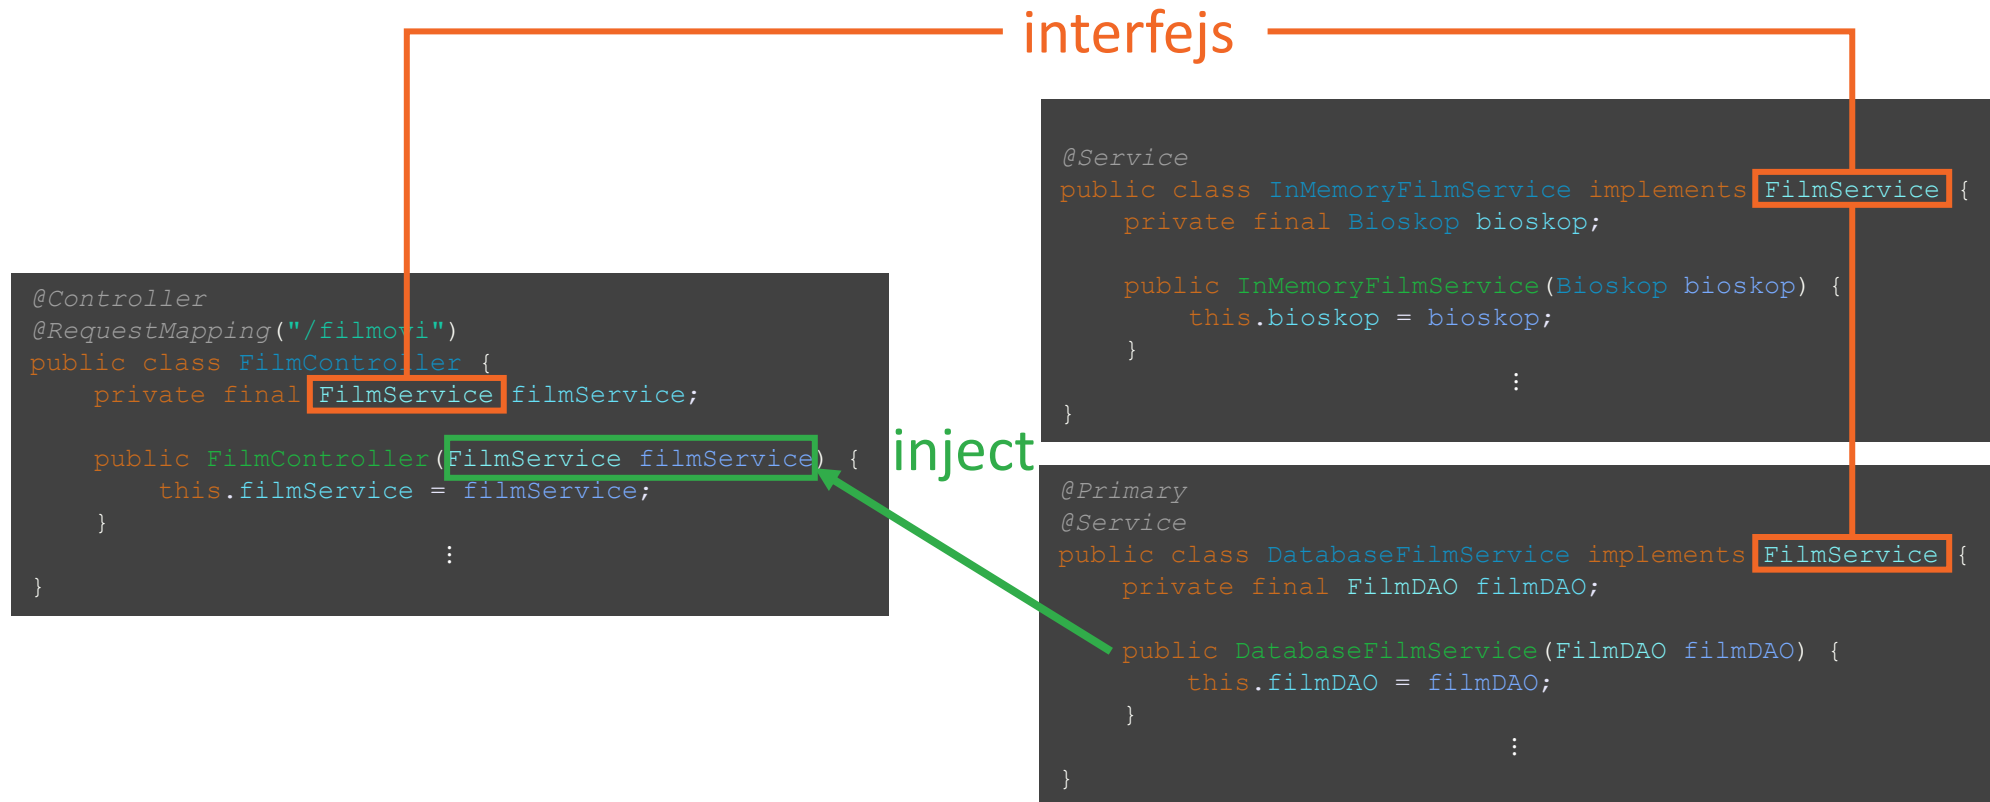 interfejs
@Controller
@RequestMapping("/filmovi")
public class FilmController {
    private final FilmService filmService;

    public FilmController(FilmService filmService) {
        this.filmService = filmService;
    }
⋮
}
inject
@Service
public class InMemoryFilmService implements FilmService {
    private final Bioskop bioskop;

    public InMemoryFilmService(Bioskop bioskop) {
        this.bioskop = bioskop;
    }
⋮
}
@Primary
@Service
public class DatabaseFilmService implements FilmService {
    private final FilmDAO filmDAO;

    public DatabaseFilmService(FilmDAO filmDAO) {
        this.filmDAO = filmDAO;
    }
⋮
}